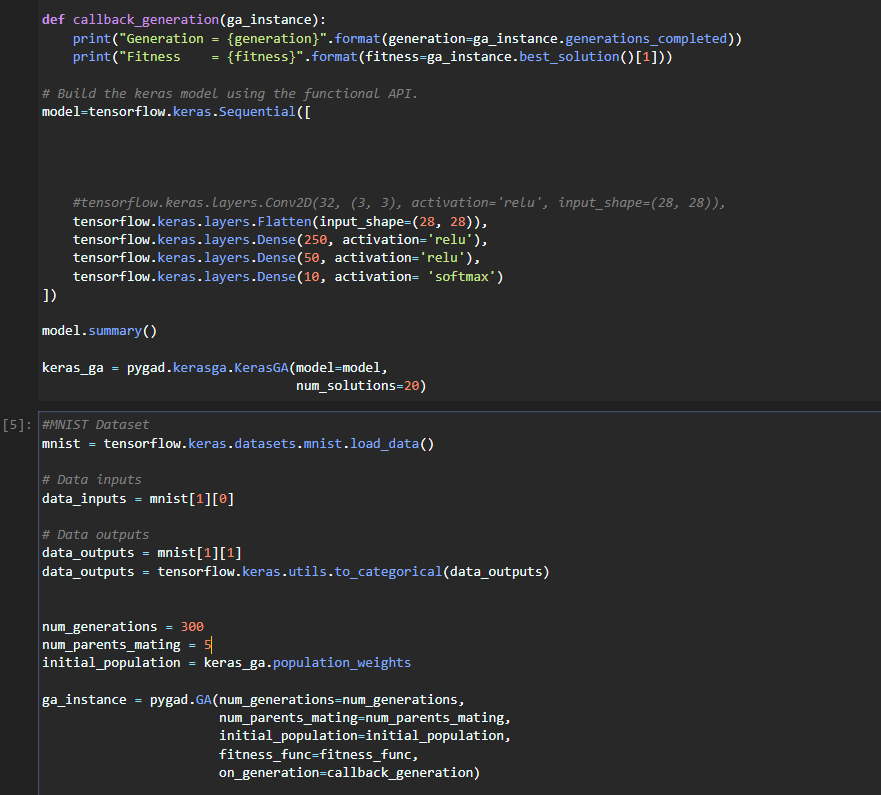 def callback_generation(ga_instance):
    print("Generation = {generation}".format(generation=ga_instance.generations_completed))
    print("Fitness    = {fitness}".format(fitness=ga_instance.best_solution()[1]))
# Build the keras model using the functional API.
model=tensorflow.keras.Sequential([
    #tensorflow.keras.layers.Conv2D(32, (3, 3), activation='relu', input_shape=(28, 28)),
    tensorflow.keras.layers.Flatten(input_shape=(28, 28)),
    tensorflow.keras.layers.Dense(250, activation='relu'),
    tensorflow.keras.layers.Dense(50, activation='relu'),
    tensorflow.keras.layers.Dense(10, activation= 'softmax')
])
model.summary()
keras_ga = pygad.kerasga.KerasGA(model=model,
                                 num_solutions=20)
[5]: #MNIST Dataset
mnist = tensorflow.keras.datasets.mnist.load_data()
# Data inputs
data_inputs = mnist[1][0]
# Data outputs
data_outputs = mnist[1][1]
data_outputs = tensorflow.keras.utils.to_categorical(data_outputs)
num_generations = 300
num_parents_mating = 5
initial_population = keras_ga.population_weights
ga_instance = pygad.GA(num_generations=num_generations,
                       num_parents_mating=num_parents_mating,
                       initial_population=initial_population,
                       fitness_func=fitness_func,
                       on_generation=callback_generation)